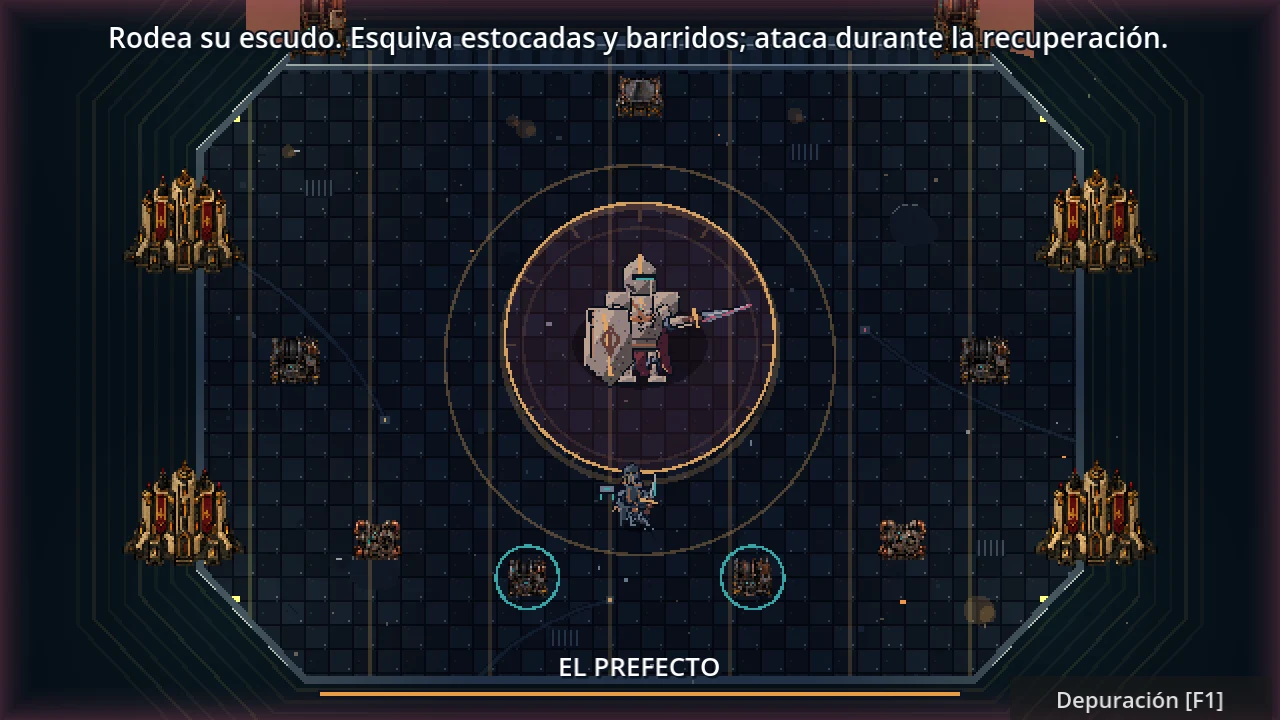 Rodea su escudo. Esquiva estocadas y barridos; ataca durante la recuperación.
EL PREFECTO
Depuración [F1]